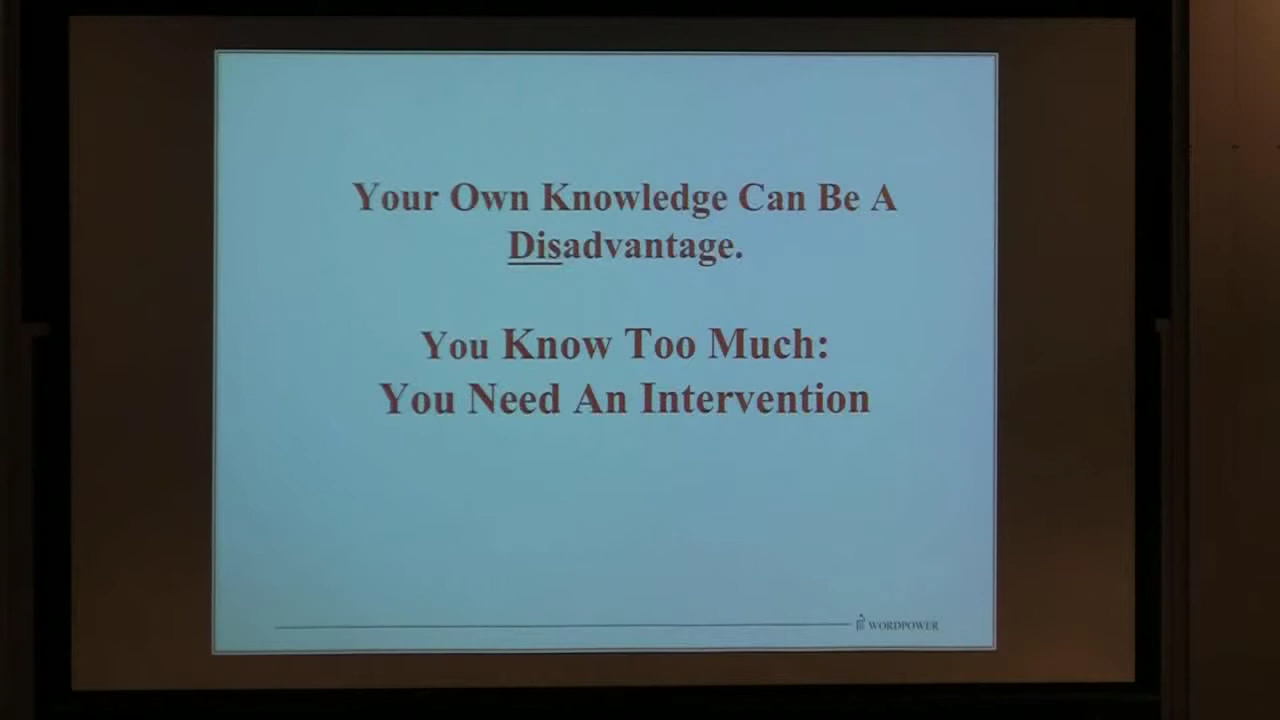 Your Own Knowledge Can Be A
Disadvantage.
You Know Too Much:
You Need An Intervention
WORDPOWER